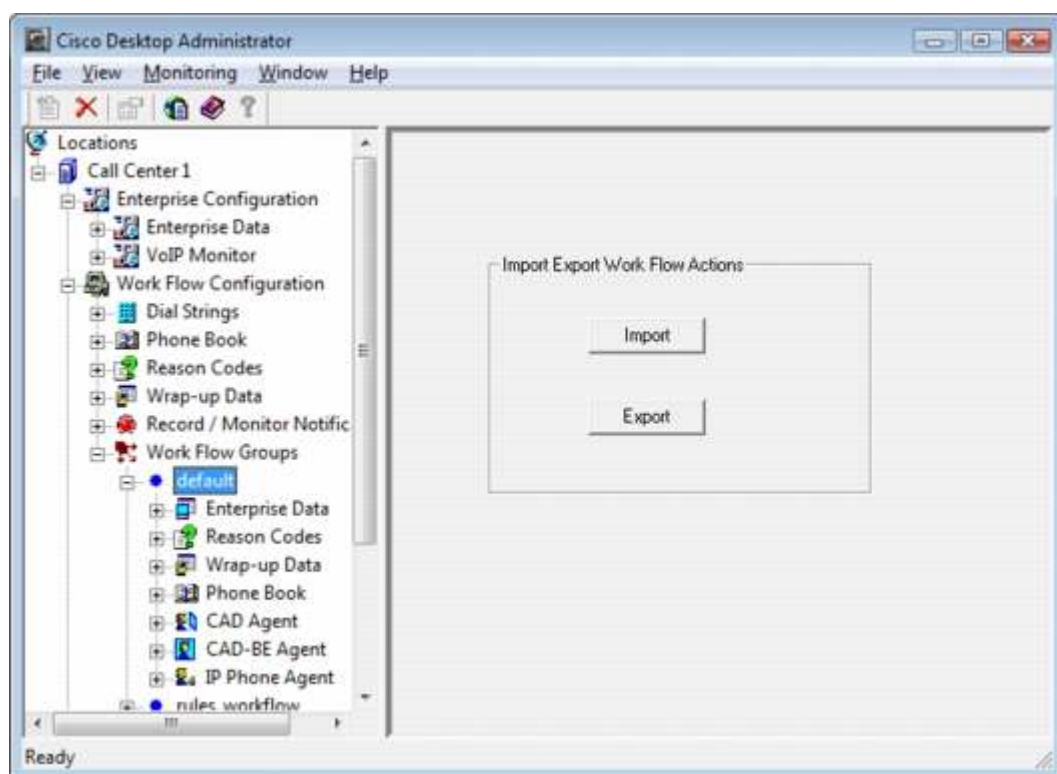 Cisco Desktop Administrator
File View Monitoring Window Help
Locations
Call Center 1
Enterprise Configuration
Enterprise Data
VoIP Monitor
Work Flow Configuration
Dial Strings
Phone Book
Reason Codes
Wrap-up Data
Record / Monitor Notific
Work Flow Groups
default
Enterprise Data
Reason Codes
Wrap-up Data
Phone Book
CAD Agent
CAD-BE Agent
IP Phone Agent
rules_workflow
Import Export Work Flow Actions
Import
Export
Ready